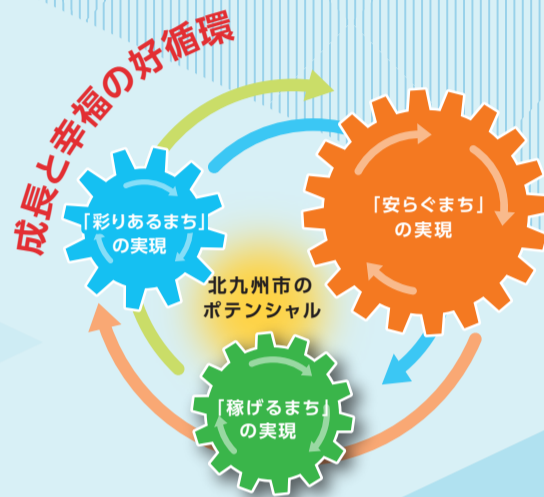 成長と幸福の好循環
「彩りあるまち」
の実現
「安らぐまち」
の実現
北九州市の
ポテンシャル
「稼げるまち」
の実現